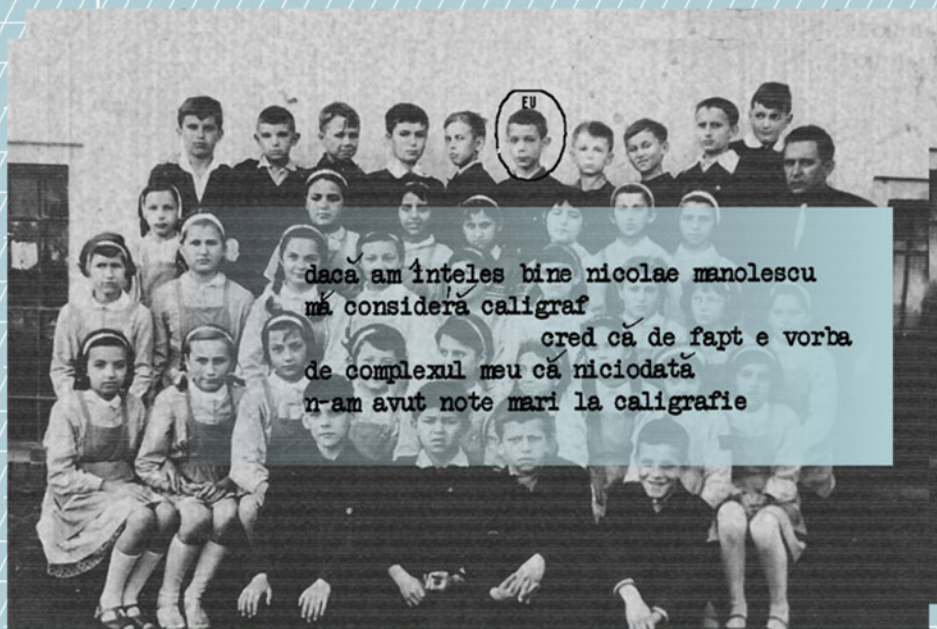 EU
dacă am înțeles bine nicolae manolescu
mă consideră caligraf
cred că de fapt e vorba
de complexul meu că niciodată
n-am avut note mari la caligrafie